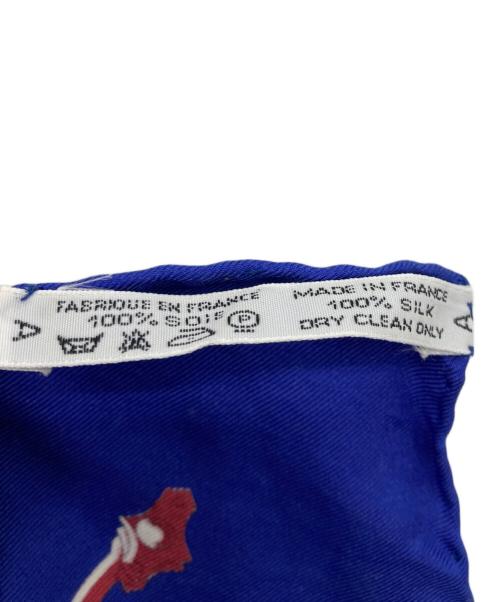 A
FABRIQUE EN FRANCE
100% SOIE
P
MADE IN FRANCE
100% SILK
DRY CLEAN ONLY
A